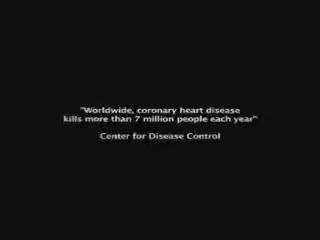 "Worldwide, coronary heart disease
kills more than 7 million people each year"
Center for Disease Control